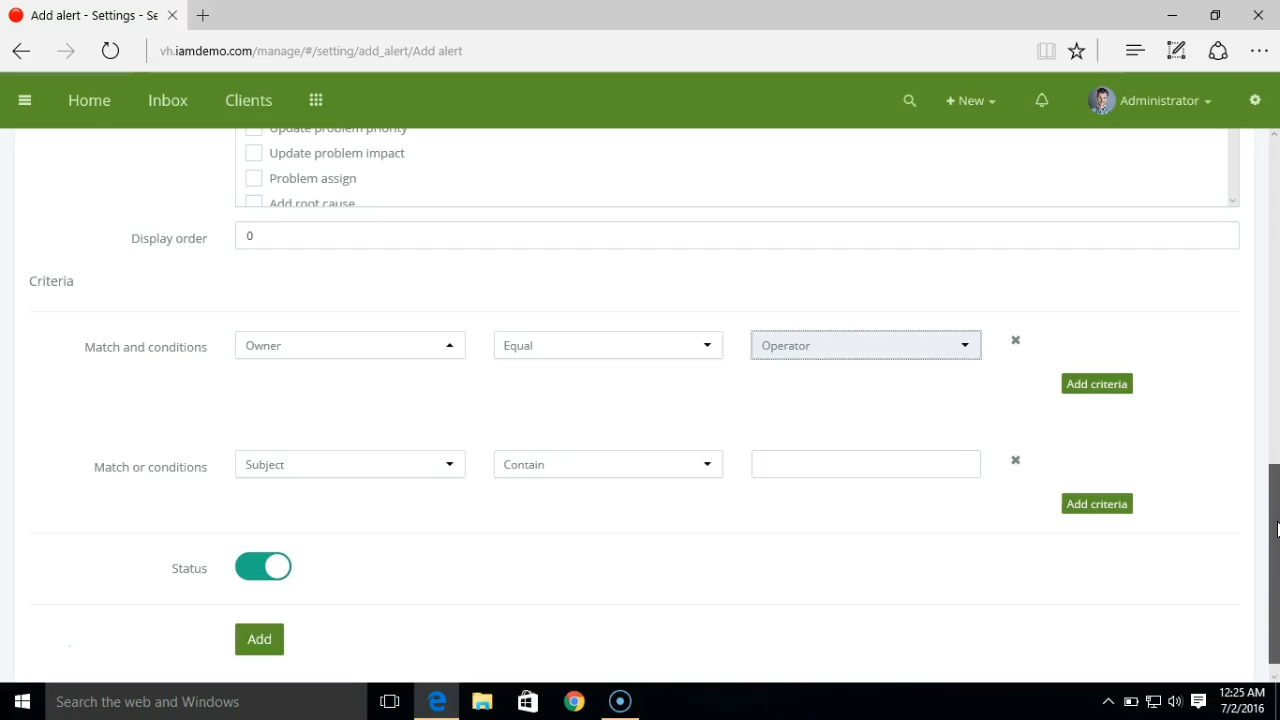 Add alert - Settings - Se
vh.iamdemo.com/manage/#/setting/add_alert/Add alert
Home Inbox Clients + New Administrator
Update problem priority
Update problem impact
Problem assign
Add root cause
Display order 0
Criteria
Match and conditions Owner Equal Operator
Add criteria
Match or conditions Subject Contain
Add criteria
Status
Add
Search the web and Windows
12:25 AM
7/2/2016